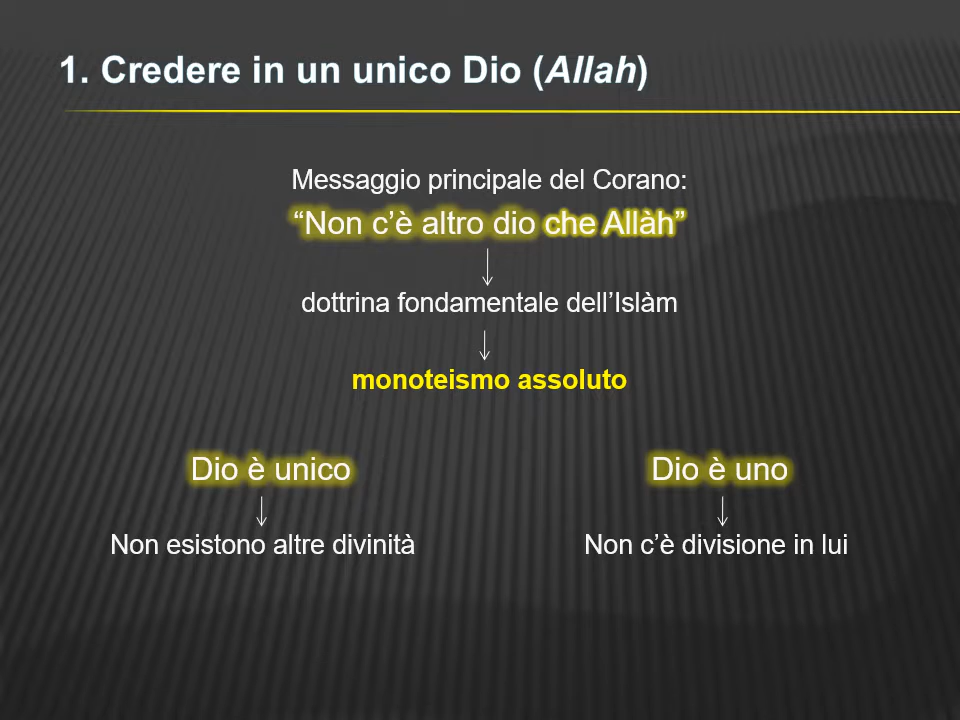 1. Credere in un unico Dio (Allah)
Messaggio principale del Corano:
“Non c’è altro dio che Allàh”
dottrina fondamentale dell’Islàm
monoteismo assoluto
Dio è unico
Dio è uno
Non esistono altre divinità
Non c’è divisione in lui